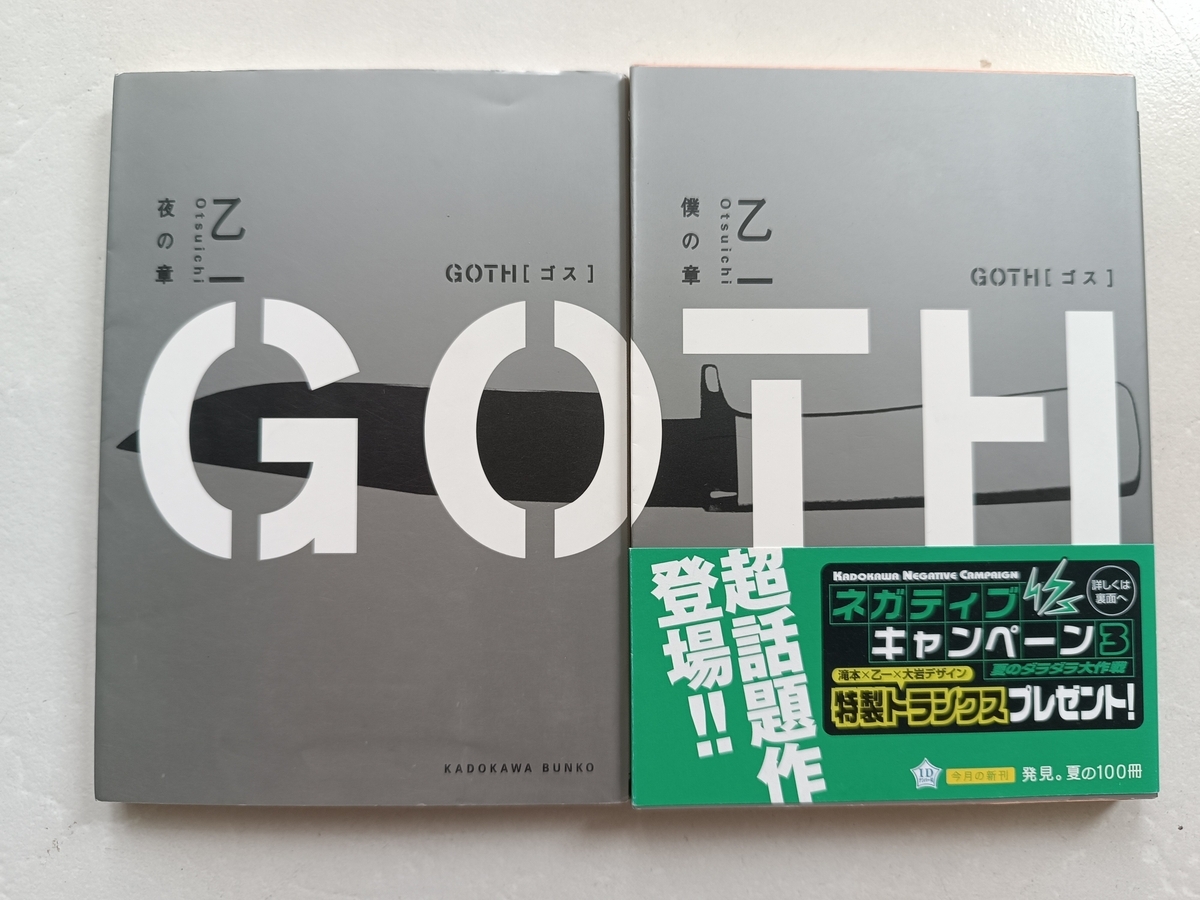 乙一
Otsuichi
夜の章
GOTH[ゴス]
GO
KADOKAWA BUNKO
乙一
Otsuichi
僕の章
GOTH[ゴス]
TH
超話題作
登場!!
KADOKAWA NEGATIVE CAMPAIGN
ネガティブ
キャンペーン3
詳しくは
裏面へ
夏のダラダラ大作戦
滝本×乙一×大岩デザイン
特製トランクスプレゼント!
ID
今月の新刊
発見。夏の100冊